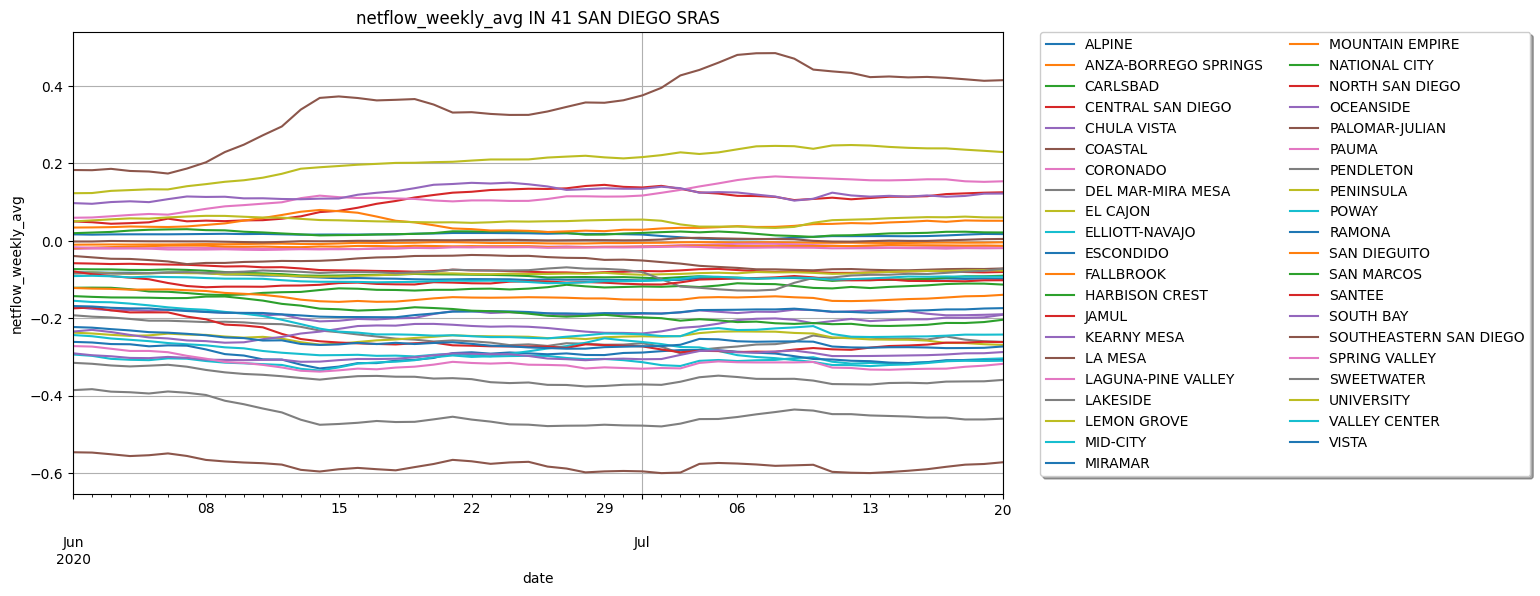 netflow_weekly_avg IN 41 SAN DIEGO SRAS
netflow_weekly_avg
0.4
0.2
0.0
−0.2
−0.4
−0.6
08
15
22
29
06
13
20
Jun
2020
Jul
date
ALPINE
ANZA-BORREGO SPRINGS
CARLSBAD
CENTRAL SAN DIEGO
CHULA VISTA
COASTAL
CORONADO
DEL MAR-MIRA MESA
EL CAJON
ELLIOTT-NAVAJO
ESCONDIDO
FALLBROOK
HARBISON CREST
JAMUL
KEARNY MESA
LA MESA
LAGUNA-PINE VALLEY
LAKESIDE
LEMON GROVE
MID-CITY
MIRAMAR
MOUNTAIN EMPIRE
NATIONAL CITY
NORTH SAN DIEGO
OCEANSIDE
PALOMAR-JULIAN
PAUMA
PENDLETON
PENINSULA
POWAY
RAMONA
SAN DIEGUITO
SAN MARCOS
SANTEE
SOUTH BAY
SOUTHEASTERN SAN DIEGO
SPRING VALLEY
SWEETWATER
UNIVERSITY
VALLEY CENTER
VISTA